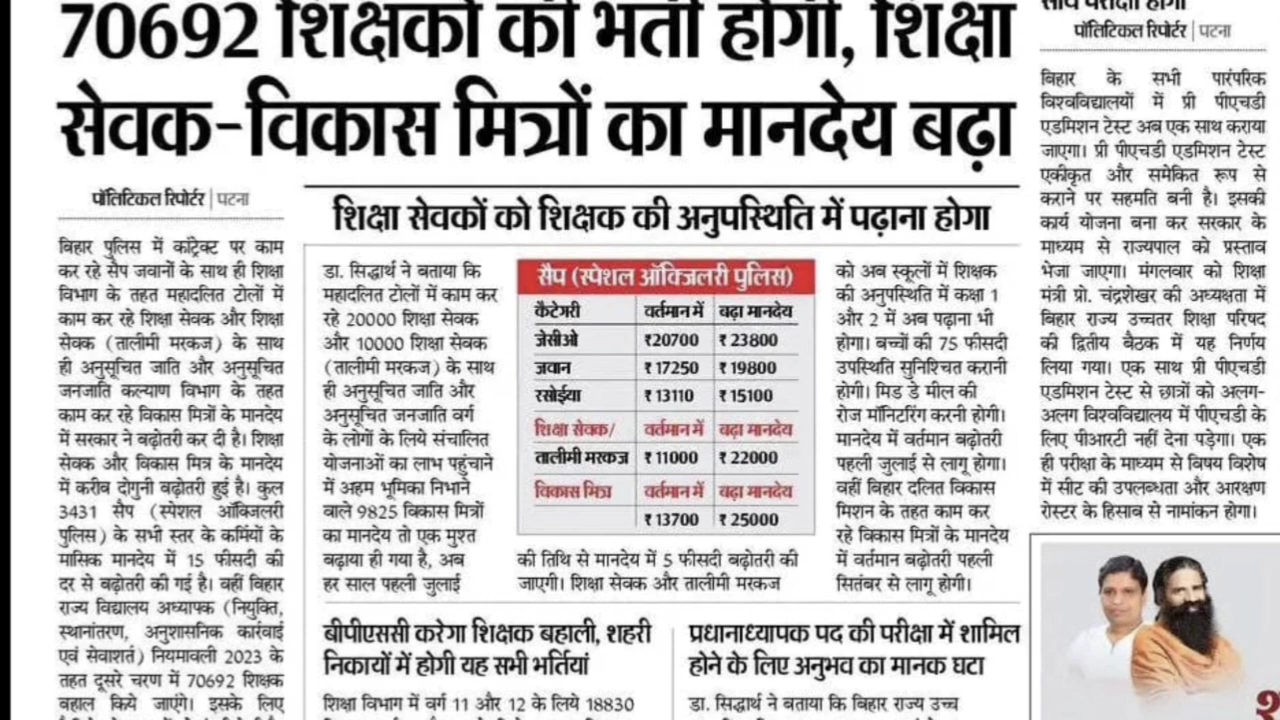 70692 शिक्षकों की भर्ती होगी, शिक्षा
सेवक-विकास मित्रों का मानदेय बढ़ा
पॉलिटिकल रिपोर्टर | पटना
बिहार पुलिस में कांट्रेक्ट पर काम
कर रहे सैप जवानों के साथ ही शिक्षा
विभाग के तहत महादलित टोलों में
काम कर रहे शिक्षा सेवक और शिक्षा
सेवक (तालीमी मरकज) के साथ
ही अनुसूचित जाति और अनुसूचित
जनजाति कल्याण विभाग के तहत
काम कर रहे विकास मित्रों के मानदेय
में सरकार ने बढ़ोतरी कर दी है। शिक्षा
सेवक और विकास मित्र के मानदेय
में करीब दोगुनी बढ़ोतरी हुई है। कुल
3431 सैप (स्पेशल ऑक्जिलरी
पुलिस) के सभी स्तर के कर्मियों के
मासिक मानदेय में 15 फीसदी की
दर से बढ़ोतरी की गई है। वहीं बिहार
राज्य विद्यालय अध्यापक (नियुक्ति,
स्थानांतरण, अनुशासनिक कार्रवाई
एवं सेवाशर्त) नियमावली 2023 के
तहत दूसरे चरण में 70692 शिक्षक
बहाल किये जाएंगे। इसके लिए
शिक्षा सेवकों को शिक्षक की अनुपस्थिति में पढ़ाना होगा
डा. सिद्धार्थ ने बताया कि
महादलित टोलों में काम कर
रहे 20000 शिक्षा सेवक
और 10000 शिक्षा सेवक
(तालीमी मरकज) के साथ
ही अनुसूचित जाति और
अनुसूचित जनजाति वर्ग
के लोगों के लिये संचालित
योजनाओं का लाभ पहुंचाने
में अहम भूमिका निभाने
वाले 9825 विकास मित्रों
का मानदेय तो एक मुश्त
बढ़ाया ही गया है, अब
हर साल पहली जुलाई
सैप (स्पेशल ऑक्जिलरी पुलिस)
कैटेगरी वर्तमान में बढ़ा मानदेय
जेसीओ ₹20700 ₹23800
जवान ₹17250 ₹19800
रसोईया ₹13110 ₹15100
शिक्षा सेवक/ वर्तमान में बढ़ा मानदेय
तालीमी मरकज ₹11000 ₹22000
विकास मित्र वर्तमान में बढ़ा मानदेय
₹13700 ₹25000
की तिथि से मानदेय में 5 फीसदी बढ़ोतरी की
जाएगी। शिक्षा सेवक और तालीमी मरकज
को अब स्कूलों में शिक्षक
की अनुपस्थिति में कक्षा 1
और 2 में अब पढ़ाना भी
होगा। बच्चों की 75 फीसदी
उपस्थिति सुनिश्चित करानी
होगी। मिड डे मील की
रोज मॉनिटरिंग करनी होगी।
मानदेय में वर्तमान बढ़ोतरी
पहली जुलाई से लागू होगा।
वहीं बिहार दलित विकास
मिशन के तहत काम कर
रहे विकास मित्रों के मानदेय
में वर्तमान बढ़ोतरी पहली
सितंबर से लागू होगी।
बीपीएससी करेगा शिक्षक बहाली, शहरी
निकायों में होगी यह सभी भर्तियां
शिक्षा विभाग में वर्ग 11 और 12 के लिये 18830
प्रधानाध्यापक पद की परीक्षा में शामिल
होने के लिए अनुभव का मानक घटा
डा. सिद्धार्थ ने बताया कि बिहार राज्य उच्च
पॉलिटिकल रिपोर्टर | पटना
बिहार के सभी पारंपरिक
विश्वविद्यालयों में प्री पीएचडी
एडमिशन टेस्ट अब एक साथ कराया
जाएगा। प्री पीएचडी एडमिशन टेस्ट
एकीकृत और समेकित रूप से
कराने पर सहमति बनी है। इसकी
कार्य योजना बना कर सरकार के
माध्यम से राज्यपाल को प्रस्ताव
भेजा जाएगा। मंगलवार को शिक्षा
मंत्री प्रो. चंद्रशेखर की अध्यक्षता में
बिहार राज्य उच्चतर शिक्षा परिषद
की द्वितीय बैठक में यह निर्णय
लिया गया। एक साथ प्री पीएचडी
एडमिशन टेस्ट से छात्रों को अलग-
अलग विश्वविद्यालय में पीएचडी के
लिए पीआरटी नहीं देना पड़ेगा। एक
ही परीक्षा के माध्यम से विषय विशेष
में सीट की उपलब्धता और आरक्षण
रोस्टर के हिसाब से नामांकन होगा।